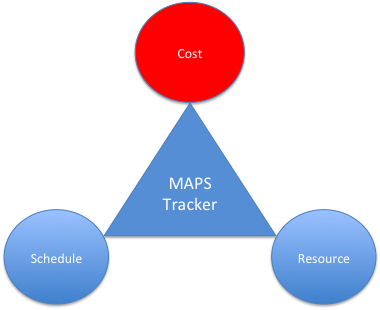 Cost
MAPS
Tracker
Schedule
Resource